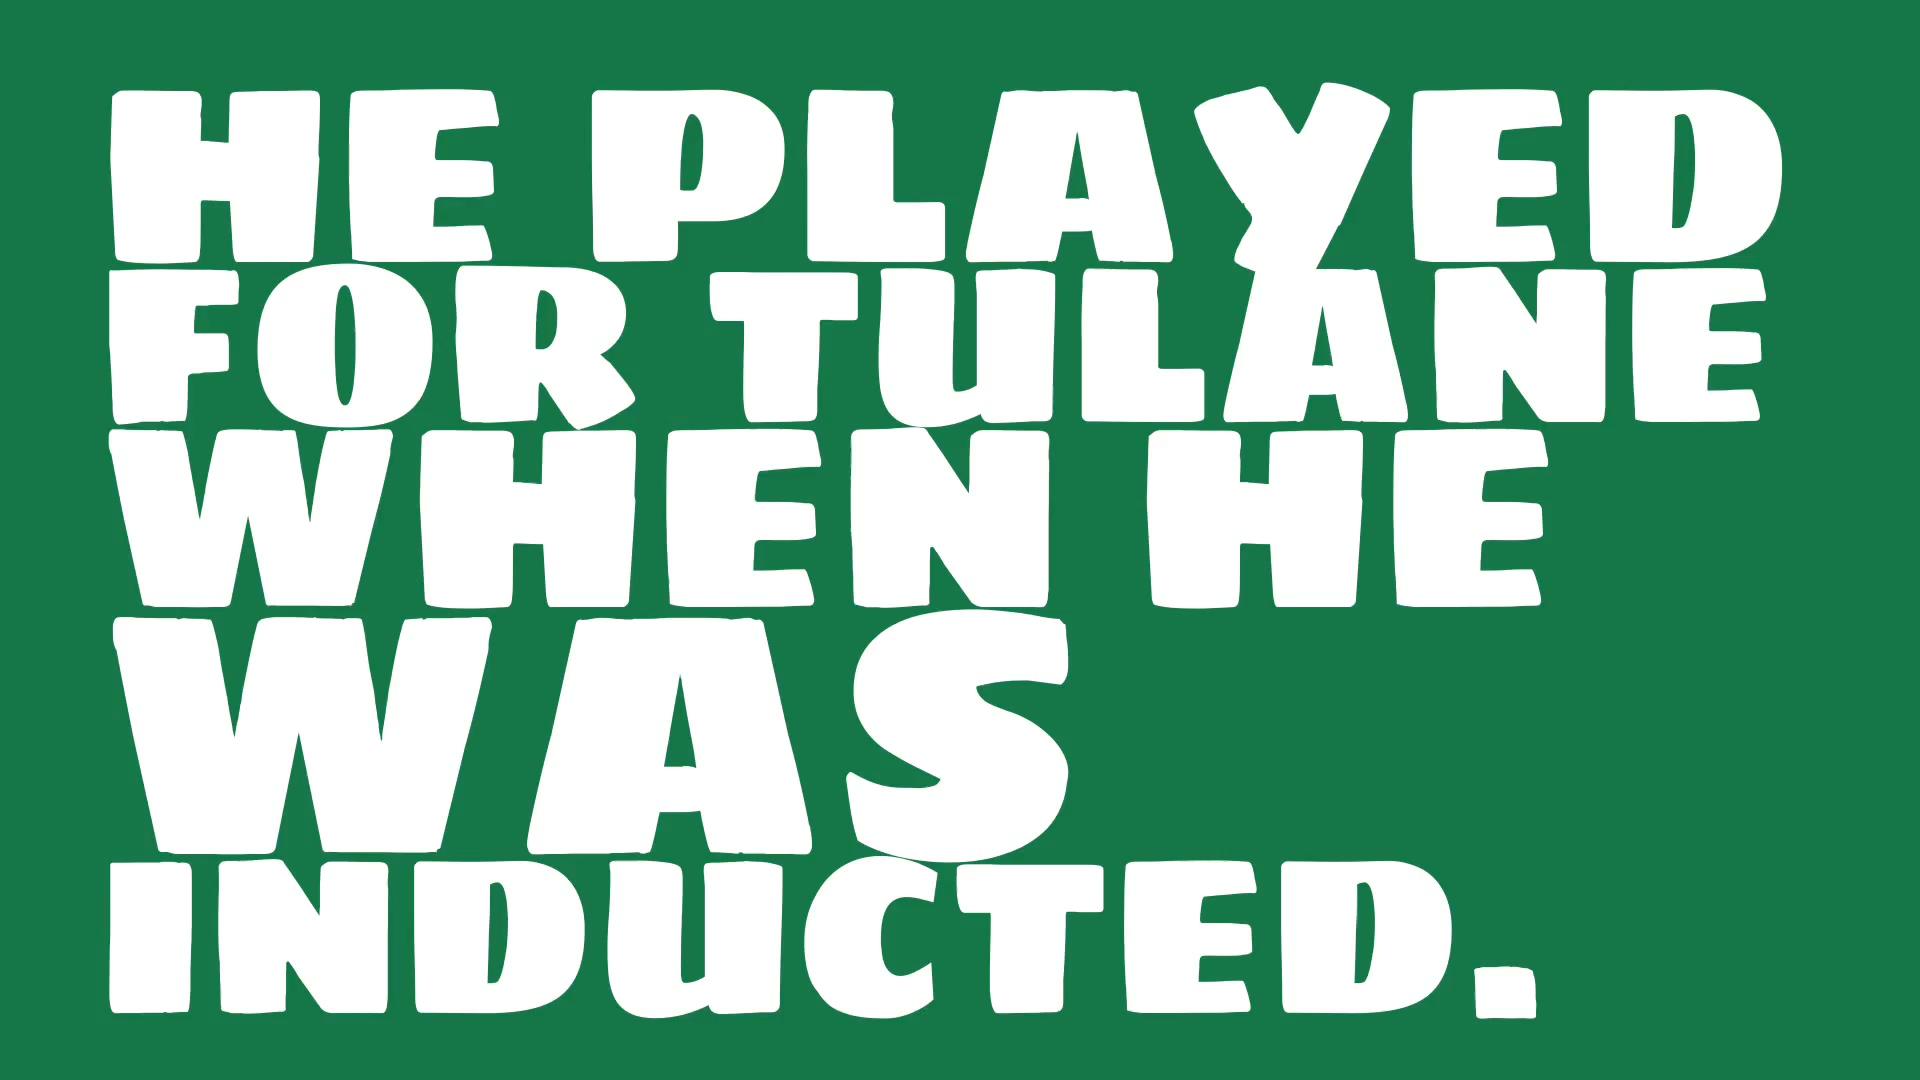 HE PLAYED
FOR TULANE
WHEN HE
WAS
INDUCTED.